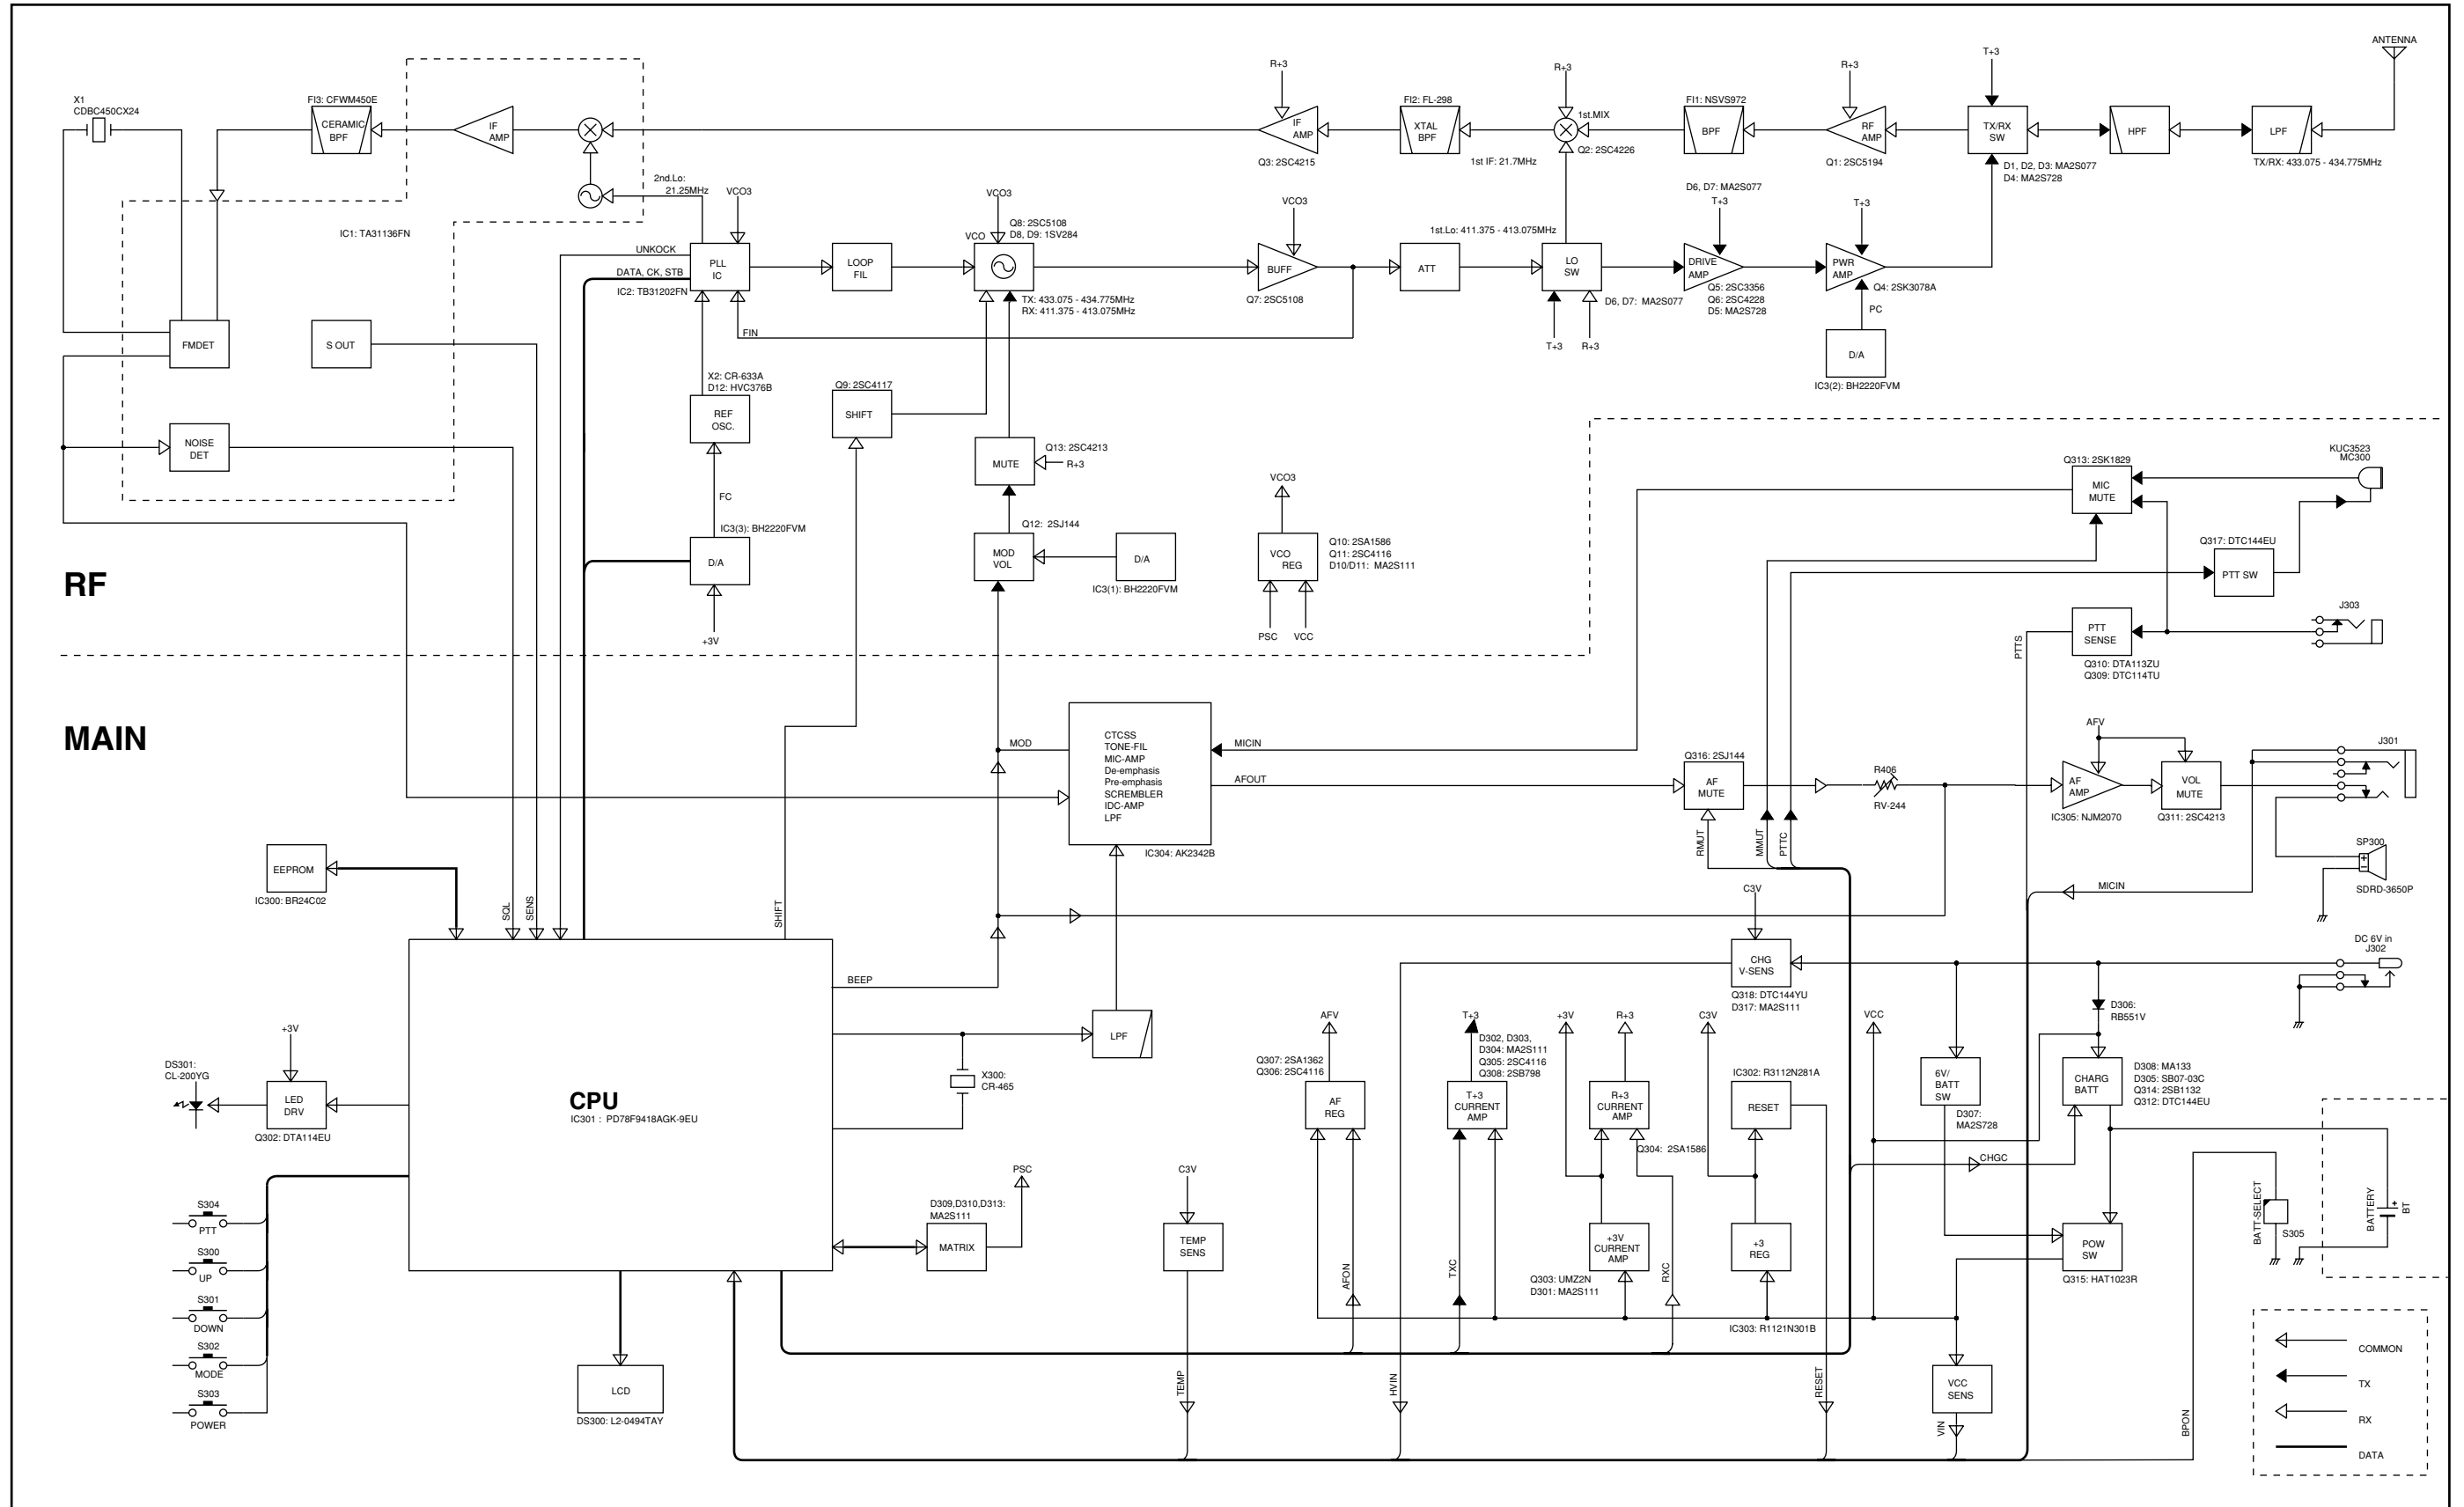 ANTENNA
T+3
R+3
R+3
R+3
X1
CDBC450CX24
FI3: CFWM450E
CERAMIC
BPF
IF
AMP
IF
AMP
Q3: 2SC4215
FI2: FL-298
XTAL
BPF
1st IF: 21.7MHz
1st.MIX
Q2: 2SC4226
FI1: NSVS972
BPF
RF
AMP
Q1: 2SC5194
TX/RX
SW
D1, D2, D3: MA2S077
D4: MA2S728
HPF
LPF
TX/RX: 433.075 - 434.775MHz
2nd.Lo:
21.25MHz
VCO3
VCO3
VCO3
D6, D7: MA2S077
T+3
T+3
IC1: TA31136FN
UNKOCK
DATA, CK, STB
IC2: TB31202FN
PLL
IC
LOOP
FIL
VCO
Q8: 2SC5108
D8, D9: 1SV284
TX: 433.075 - 434.775MHz
RX: 411.375 - 413.075MHz
BUFF
Q7: 2SC5108
ATT
1st.Lo: 411.375 - 413.075MHz
LO
SW
D6, D7: MA2S077
T+3
R+3
DRIVE
AMP
Q5: 2SC3356
Q6: 2SC4228
D5: MA2S728
PWR
AMP
Q4: 2SK3078A
PC
D/A
IC3(2): BH2220FVM
FIN
FMDET
S OUT
NOISE
DET
X2: CR-633A
D12: HVC376B
REF
OSC.
FC
IC3(3): BH2220FVM
D/A
+3V
Q9: 2SC4117
SHIFT
MUTE
Q13: 2SC4213
R+3
Q12: 2SJ144
MOD
VOL
D/A
IC3(1): BH2220FVM
VCO3
VCO
REG
Q10: 2SA1586
Q11: 2SC4116
D10/D11: MA2S111
PSC
VCC
Q313: 2SK1829
MIC
MUTE
KUC3523
MC300
Q317: DTC144EU
PTT SW
J303
PTT
SENSE
Q310: DTA113ZU
Q309: DTC114TU
PTTS
RF
MAIN
MOD
CTCSS
TONE-FIL
MIC-AMP
De-emphasis
Pre-emphasis
SCREMBLER
IDC-AMP
LPF
IC304: AK2342B
MICIN
AFOUT
Q316: 2SJ144
AF
MUTE
R406
RV-244
AFV
AF
AMP
IC305: NJM2070
VOL
MUTE
Q311: 2SC4213
J301
SP300
SDRD-3650P
MICIN
RMUT
MMUT
PTTC
EEPROM
IC300: BR24C02
SQL
SENS
SHIFT
C3V
CHG
V-SENS
Q318: DTC144YU
D317: MA2S111
DC 6V in
J302
BEEP
LPF
X300:
CR-465
CPU
IC301 : PD78F9418AGK-9EU
+3V
DS301:
CL-200YG
LED
DRV
Q302: DTA114EU
S304
PTT
S300
UP
S301
DOWN
S302
MODE
S303
POWER
LCD
DS300: L2-0494TAY
D309,D310,D313:
MA2S111
MATRIX
PSC
C3V
TEMP
SENS
TEMP
AFV
Q307: 2SA1362
Q306: 2SC4116
AF
REG
AFON
T+3
D302, D303,
D304: MA2S111
Q305: 2SC4116
Q308: 2SB798
T+3
CURRENT
AMP
TXC
+3V
R+3
R+3
CURRENT
AMP
Q304: 2SA1586
+3V
CURRENT
AMP
Q303: UMZ2N
D301: MA2S111
RXC
C3V
IC302: R3112N281A
RESET
+3
REG
IC303: R1121N301B
VCC
6V/
BATT
SW
D307:
MA2S728
D306:
RB551V
CHARG
BATT
D308: MA133
D305: SB07-03C
Q314: 2SB1132
Q312: DTC144EU
CHGC
POW
SW
Q315: HAT1023R
BATT-SELECT
S305
BATTERY
BT
HVIN
RESET
VCC
SENS
VIN
BPON
COMMON
TX
RX
DATA